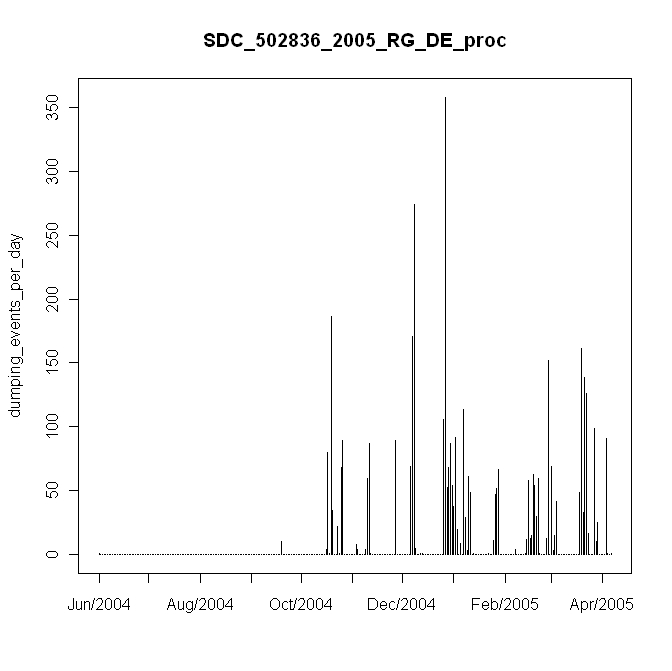 SDC_502836_2005_RG_DE_proc
dumping_events_per_day
350
300
250
200
150
100
50
0
Jun/2004 Aug/2004 Oct/2004 Dec/2004 Feb/2005 Apr/2005